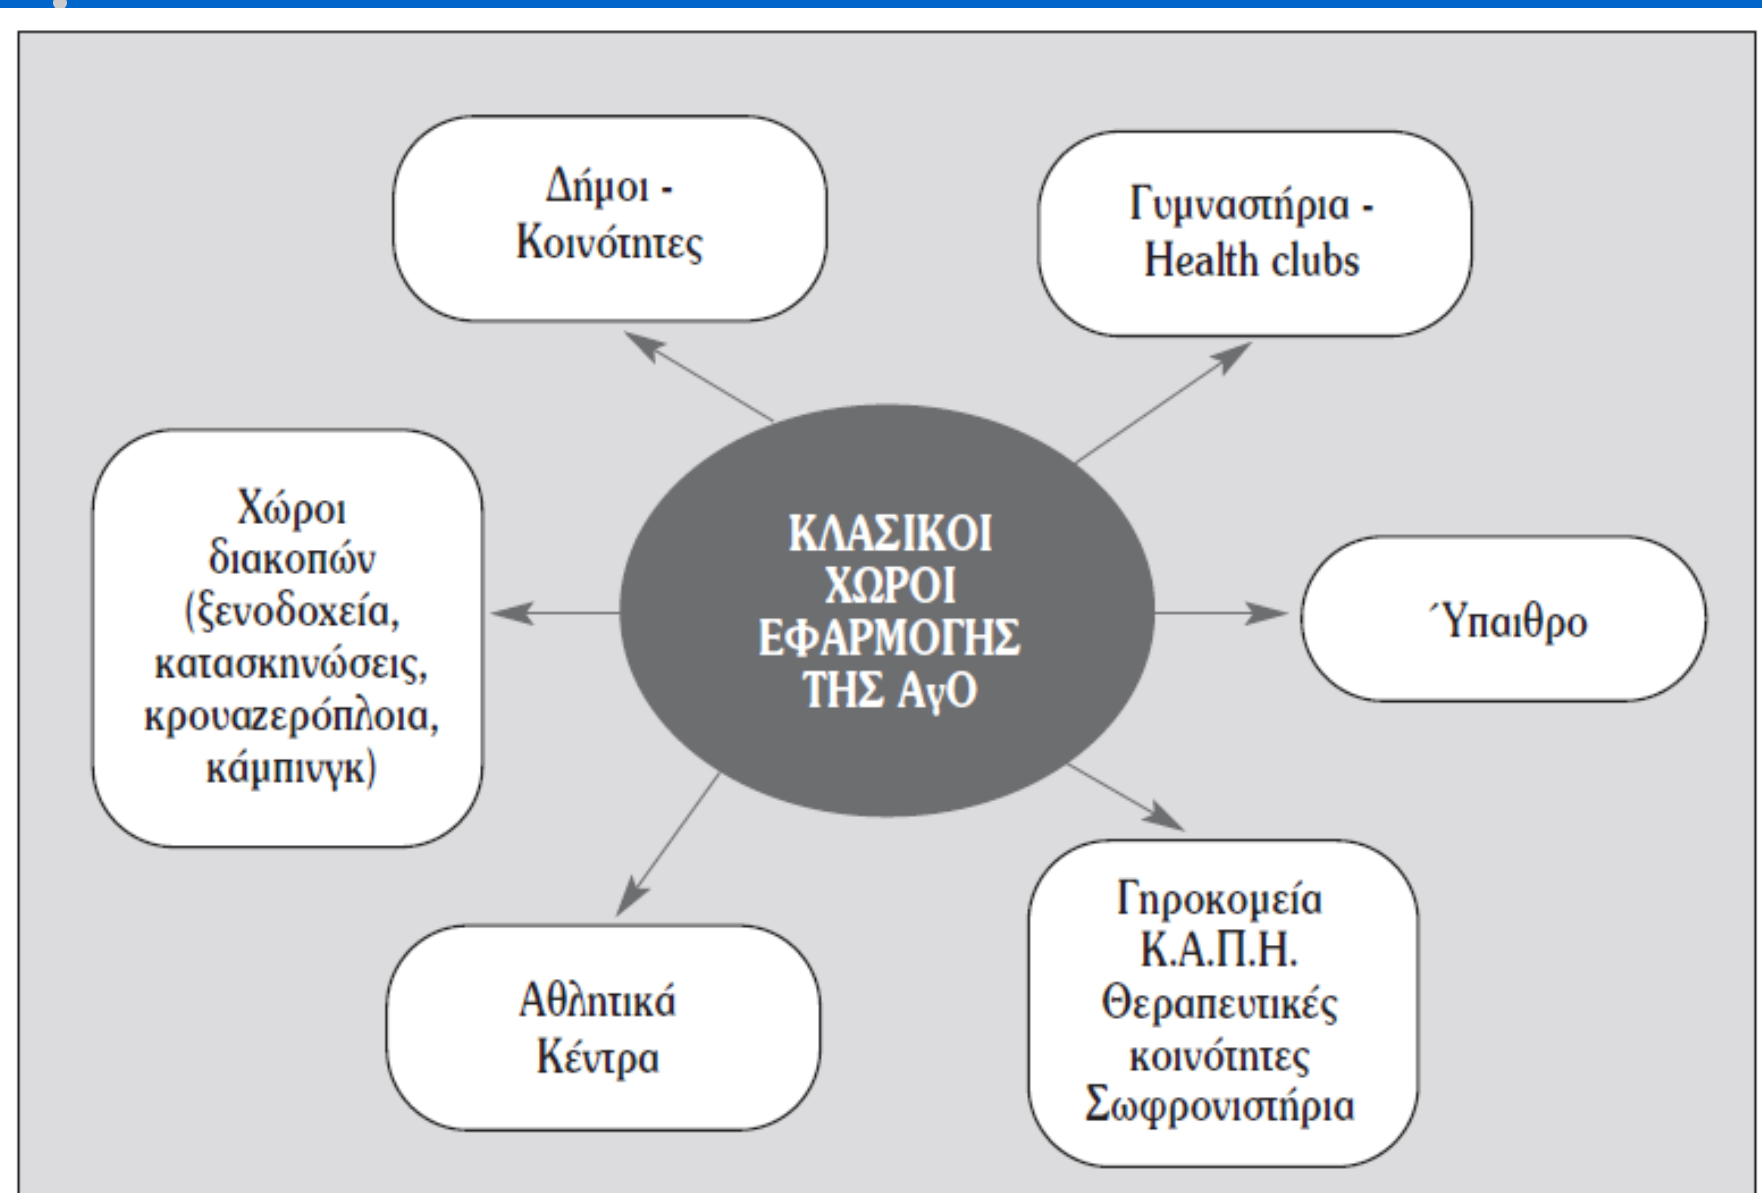 Δήμοι -
Κοινότητες
Γυμναστήρια -
Health clubs
Χώροι
διακοπών
(ξενοδοχεία,
κατασκηνώσεις,
κρουαζερόπλοια,
κάμπινγκ)
ΚΛΑΣΙΚΟΙ
ΧΩΡΟΙ
ΕΦΑΡΜΟΓΗΣ
ΤΗΣ ΑγΟ
Ύπαιθρο
Αθλητικά
Κέντρα
Γηροκομεία
Κ.Α.Π.Η.
Θεραπευτικές
κοινότητες
Σωφρονιστήρια